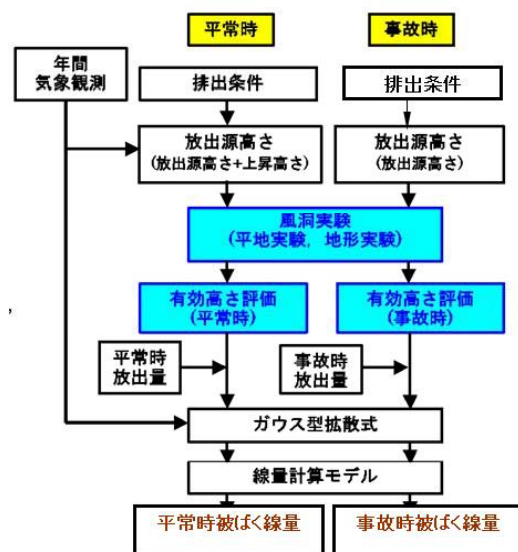 平常時
事故時
年間
気象観測
排出条件
排出条件
放出源高さ
(放出源高さ+上昇高さ)
放出源高さ
(放出源高さ)
風洞実験
(平地実験，地形実験)
有効高さ評価
(平常時)
有効高さ評価
(事故時)
,
平常時
放出量
事故時
放出量
ガウス型拡散式
線量計算モデル
平常時被ばく線量
事故時被ばく線量